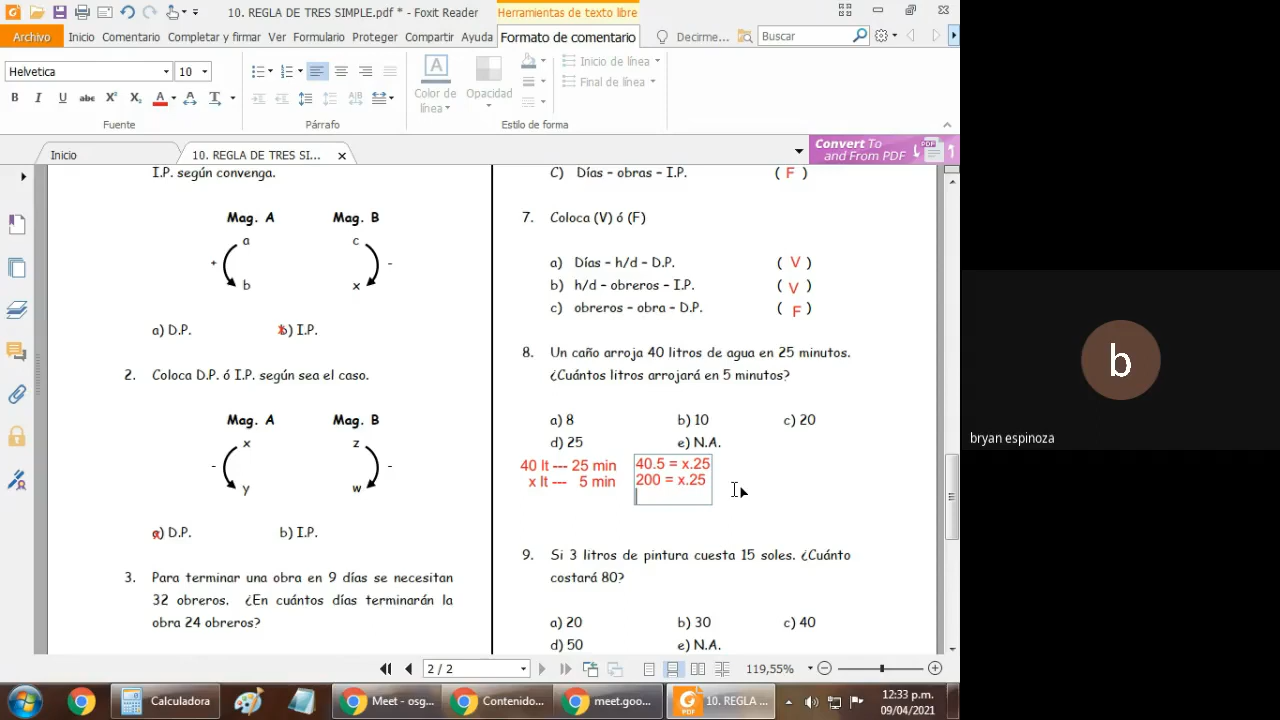 10. REGLA DE TRES SIMPLE.pdf * - Foxit Reader
Herramientas de texto libre
Archivo Inicio Comentario Completar y firmar Ver Formulario Proteger Compartir Ayuda Formato de comentario Decirme... Buscar
Helvetica 10
Inicio de línea
Final de línea
Color de línea
Opacidad
Fuente Párrafo Estilo de forma
Inicio
10. REGLA DE TRES SI...
Convert To
and From PDF
I.P. según convenga.
Mag. A Mag. B
a c
+ -
b x
a) D.P. b) I.P.
2. Coloca D.P. ó I.P. según sea el caso.
Mag. A Mag. B
x z
- -
y w
a) D.P. b) I.P.
3. Para terminar una obra en 9 días se necesitan
32 obreros. ¿En cuántos días terminarán la
obra 24 obreros?
C) Días – obras – I.P. ( F )
7. Coloca (V) ó (F)
a) Días – h/d – D.P. ( V )
b) h/d – obreros – I.P. ( V )
c) obreros – obra – D.P. ( F )
8. Un caño arroja 40 litros de agua en 25 minutos.
¿Cuántos litros arrojará en 5 minutos?
a) 8 b) 10 c) 20
d) 25 e) N.A.
40 lt --- 25 min 40.5 = x.25
x lt --- 5 min 200 = x.25
9. Si 3 litros de pintura cuesta 15 soles. ¿Cuánto
costará 80?
a) 20 b) 30 c) 40
d) 50 e) N.A.
2 / 2
119,55%
b
bryan espinoza
Calculadora
Meet - osg...
Contenido...
meet.goo...
10. REGLA ...
12:33 p.m.
09/04/2021